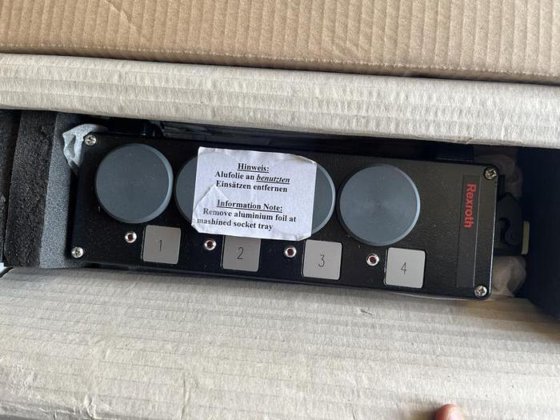 Hinweis:
Alufolie an benutzten
Einsätzen entfernen
Information Note:
Remove aluminium foil at
mashined socket tray
Rexroth
1
2
3
4